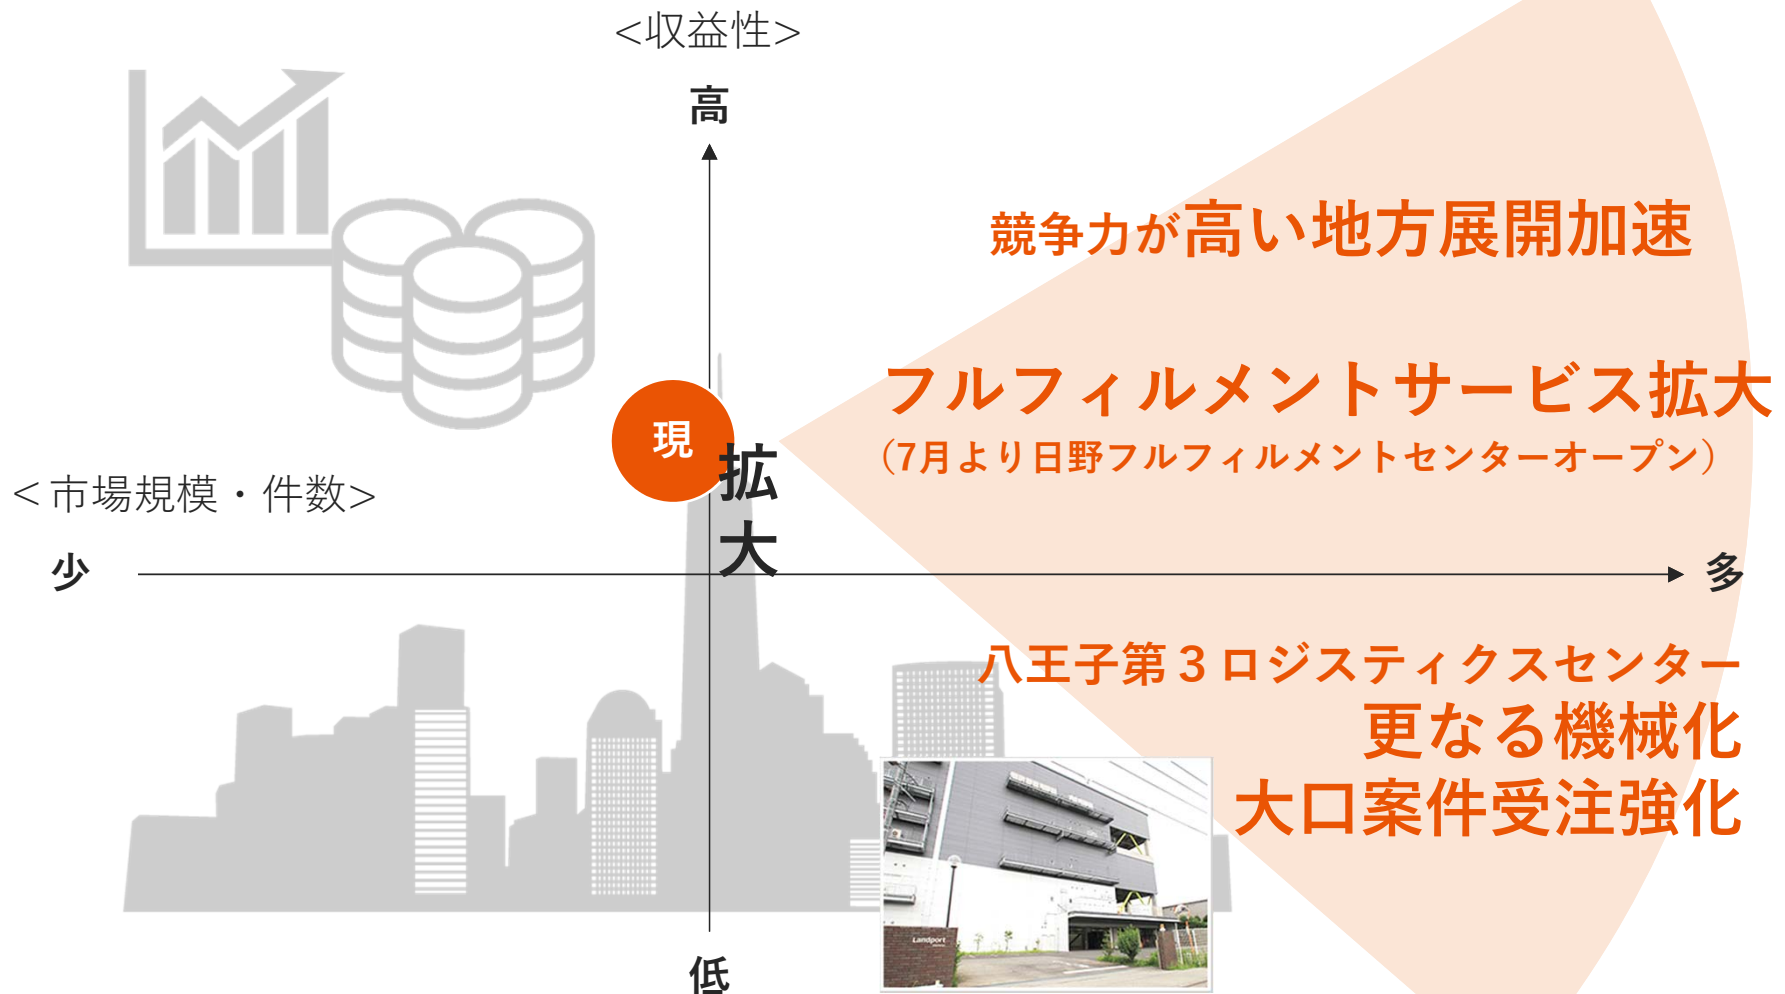 <収益性>
高
競争力が高い地方展開加速
フルフィルメントサービス拡大
（7月より日野フルフィルメントセンターオープン）
現
拡
大
＜市場規模・件数>
少
多
八王子第３ロジスティクスセンター
更なる機械化
大口案件受注強化
Landport
低